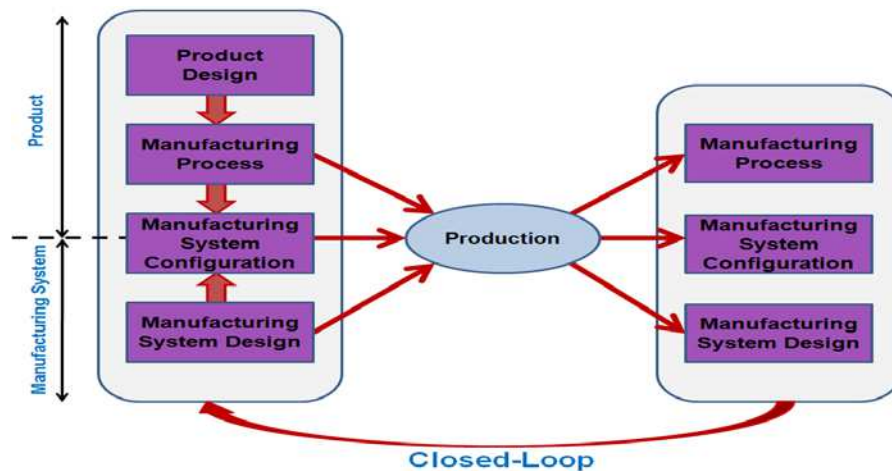 Product
Design
Manufacturing
Process
Manufacturing
System
Configuration
Manufacturing
System Design
Product
Manufacturing System
Production
Manufacturing
Process
Manufacturing
System
Configuration
Manufacturing
System Design
Closed-Loop